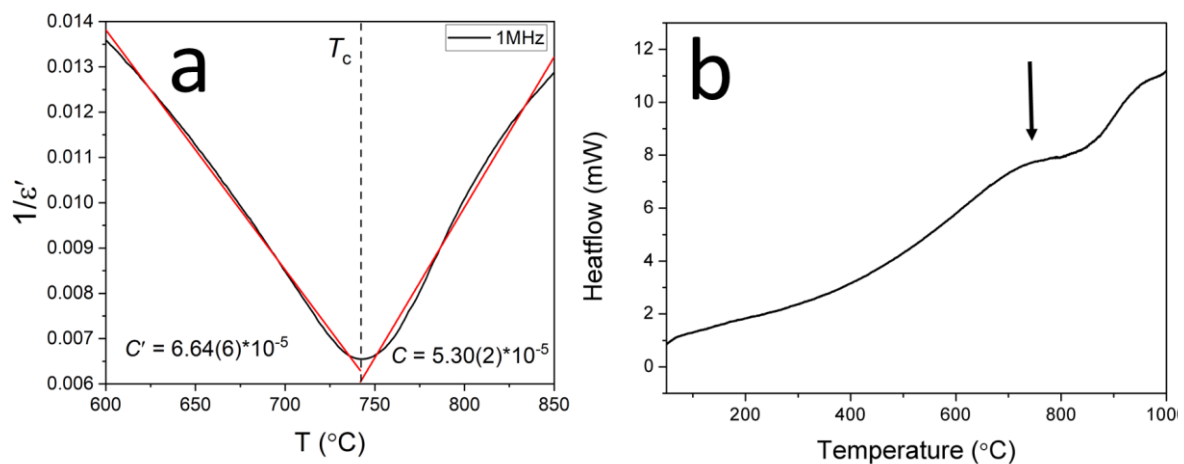 a
T_c
1MHz
0.014
0.013
0.012
0.011
0.010
0.009
0.008
0.007
0.006
1/ε′
C′ = 6.64(6)*10^-5
C = 5.30(2)*10^-5
600 650 700 750 800 850
T (°C)
b
12
10
8
6
4
2
0
Heatflow (mW)
200 400 600 800
Temperature (°C)